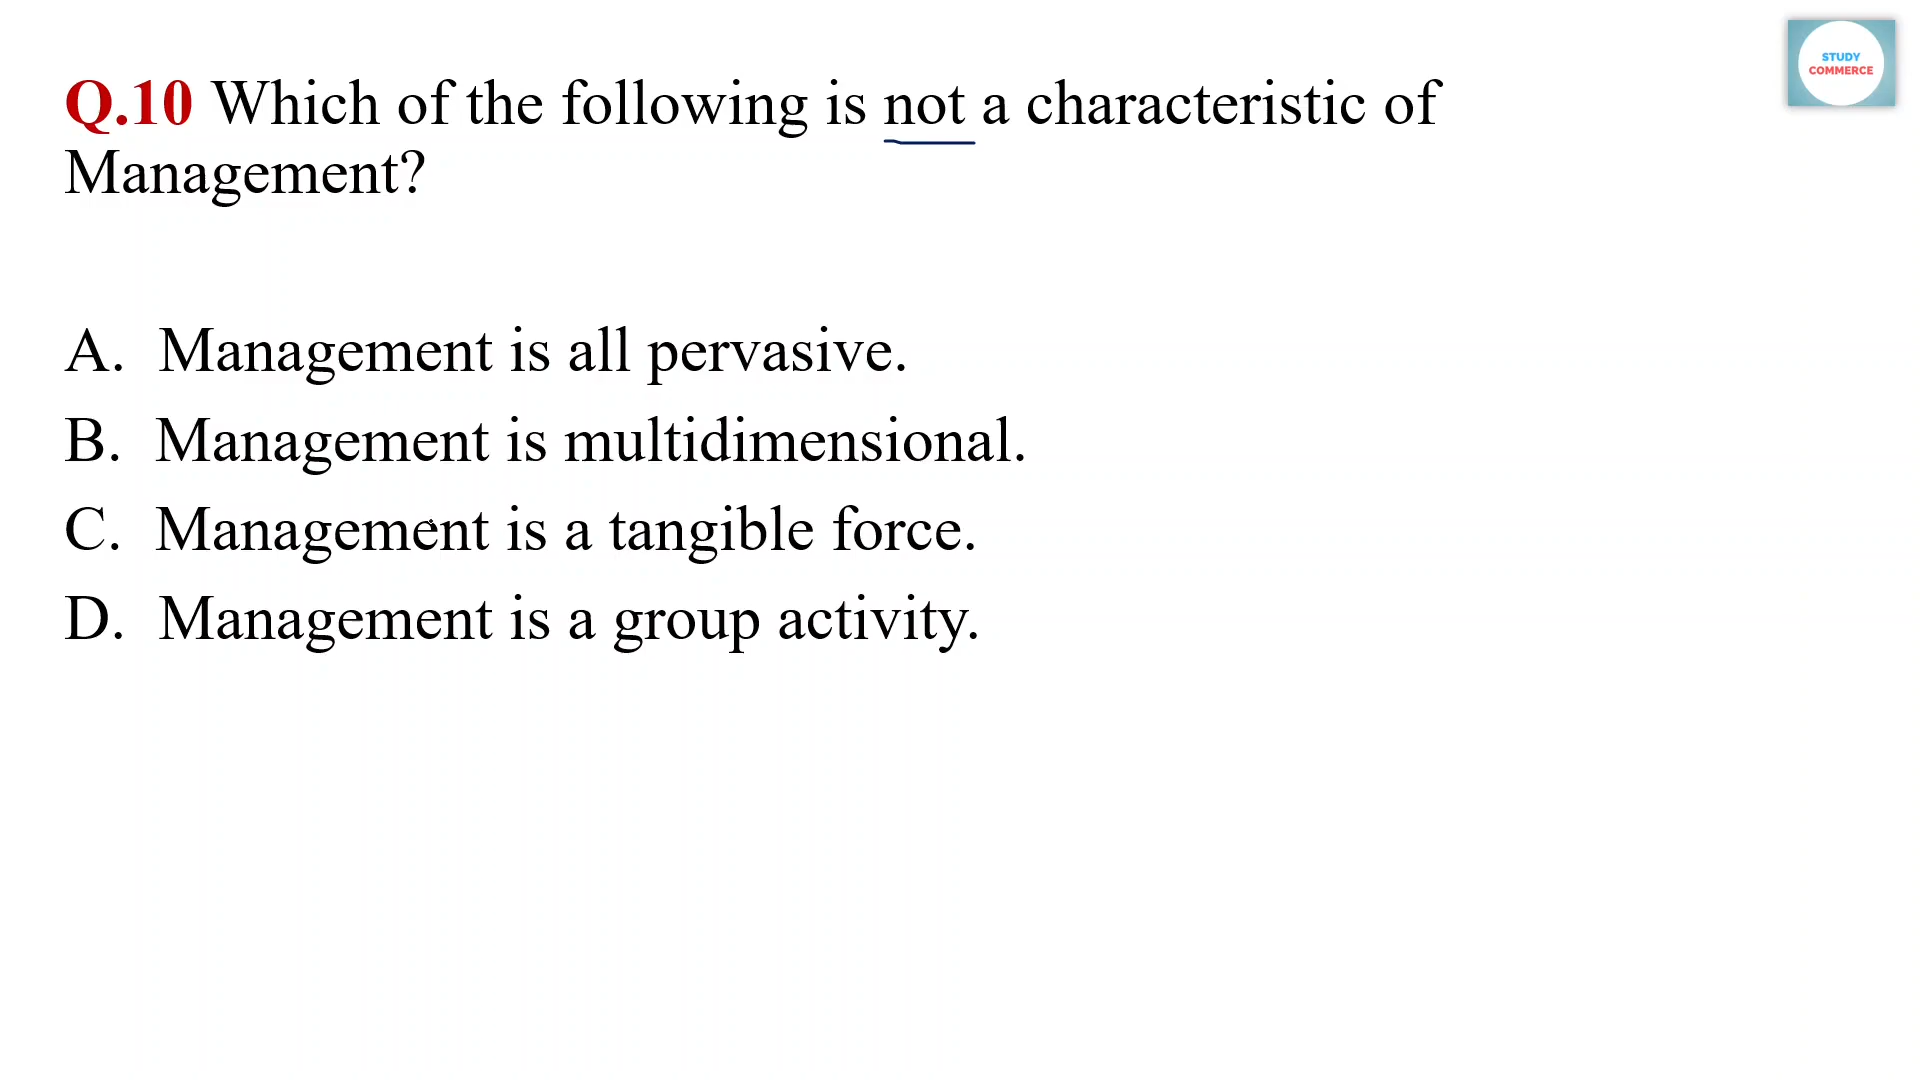 STUDY
COMMERCE
Q.10 Which of the following is not a characteristic of
Management?
A. Management is all pervasive.
B. Management is multidimensional.
C. Management is a tangible force.
D. Management is a group activity.